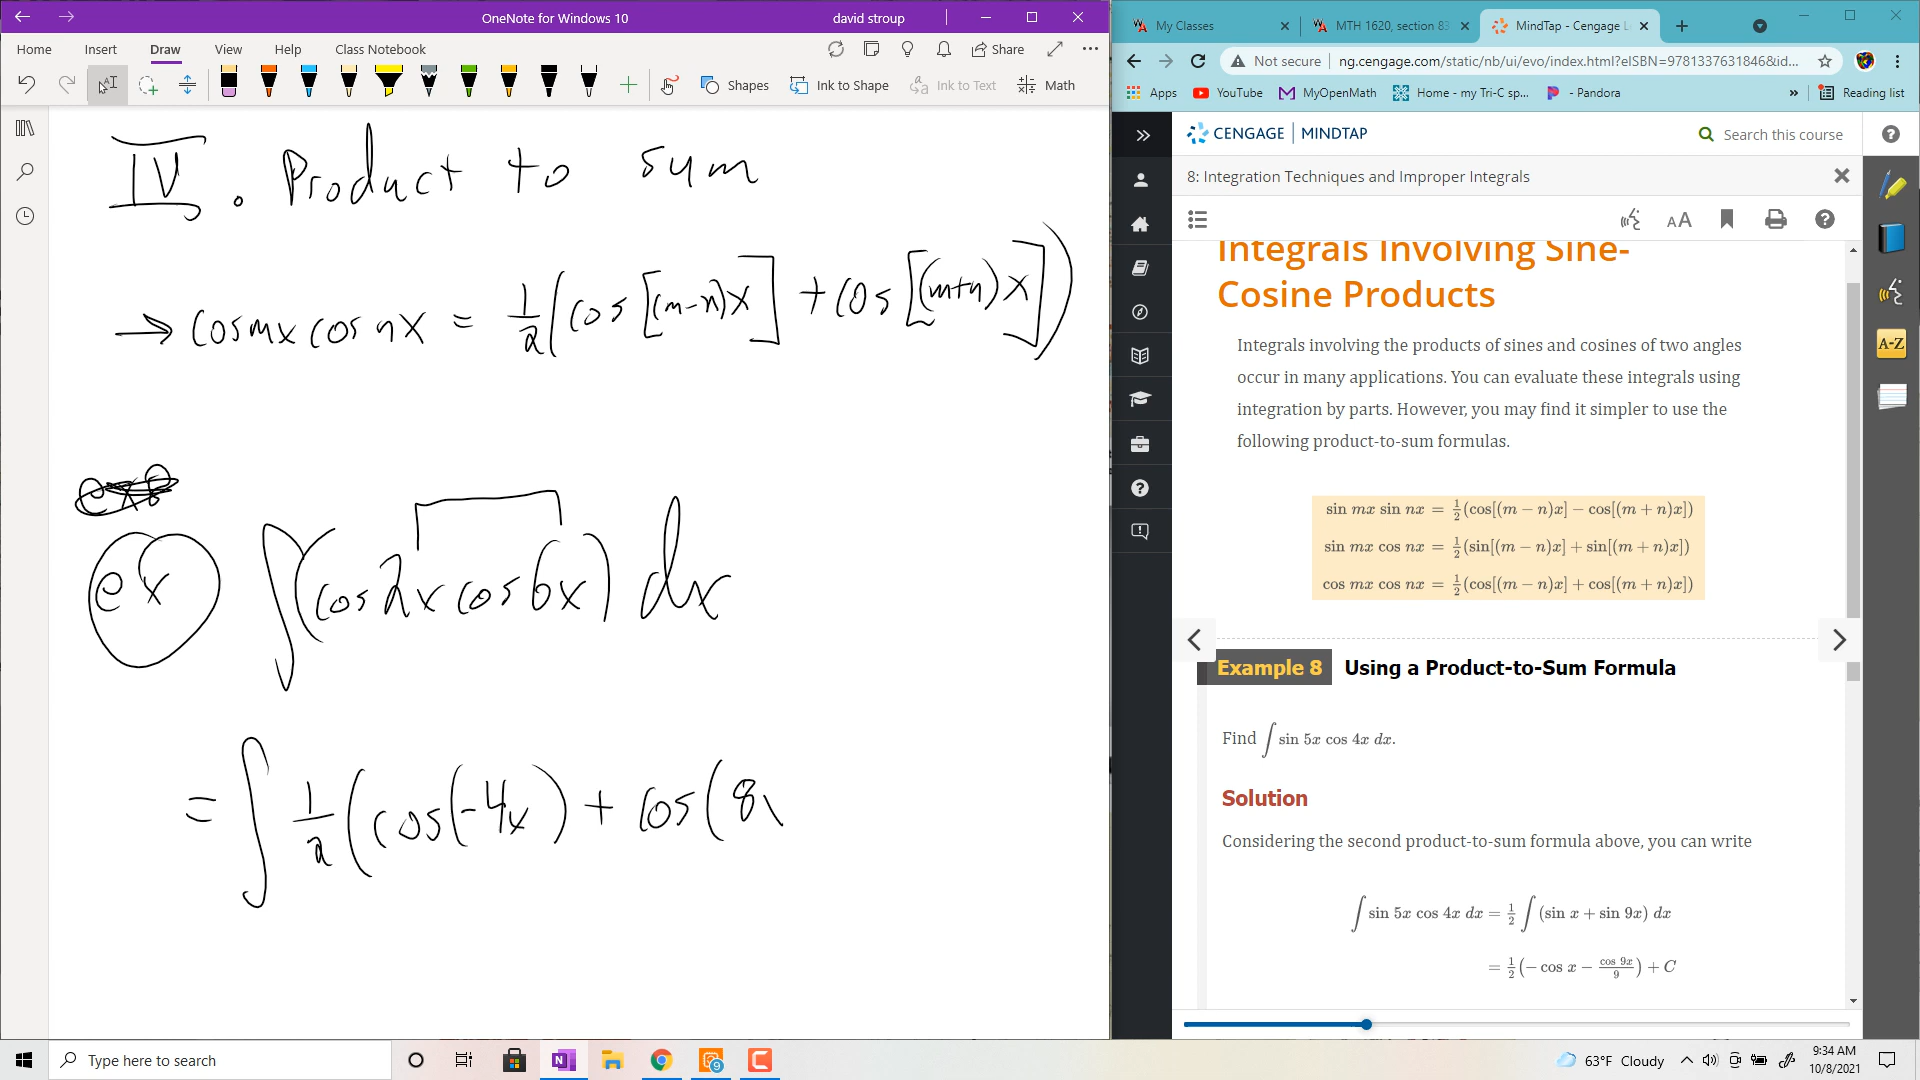 OneNote for Windows 10
david stroup
Home Insert Draw View Help Class Notebook
Share
Shapes Ink to Shape Ink to Text Math
IV . Product to sum
→ cosmx cosnx = 1/2 (cos [(m-n)x] + cos [(m+n)x])
ex ∫(cos2x cos6x) dx
= ∫ 1/2 (cos(-4x) + cos(8
My Classes
MTH 1620, section 83
MindTap - Cengage L
Not secure ng.cengage.com/static/nb/ui/evo/index.html?eISBN=9781337631846&id...
Apps YouTube MyOpenMath Home - my Tri-C sp... - Pandora » Reading list
CENGAGE | MINDTAP
Search this course
8: Integration Techniques and Improper Integrals
AA
Integrals Involving Sine-
Cosine Products
Integrals involving the products of sines and cosines of two angles
occur in many applications. You can evaluate these integrals using
integration by parts. However, you may find it simpler to use the
following product-to-sum formulas.
sin mx sin nx = 1/2 (cos[(m − n)x] − cos[(m + n)x])
sin mx cos nx = 1/2 (sin[(m − n)x] + sin[(m + n)x])
cos mx cos nx = 1/2 (cos[(m − n)x] + cos[(m + n)x])
Example 8 Using a Product-to-Sum Formula
Find ∫ sin 5x cos 4x dx.
Solution
Considering the second product-to-sum formula above, you can write
∫ sin 5x cos 4x dx = 1/2 ∫ (sin x + sin 9x) dx
= 1/2 (− cos x − cos 9x/9) + C
A-Z
Type here to search
9
63°F Cloudy
9:34 AM
10/8/2021